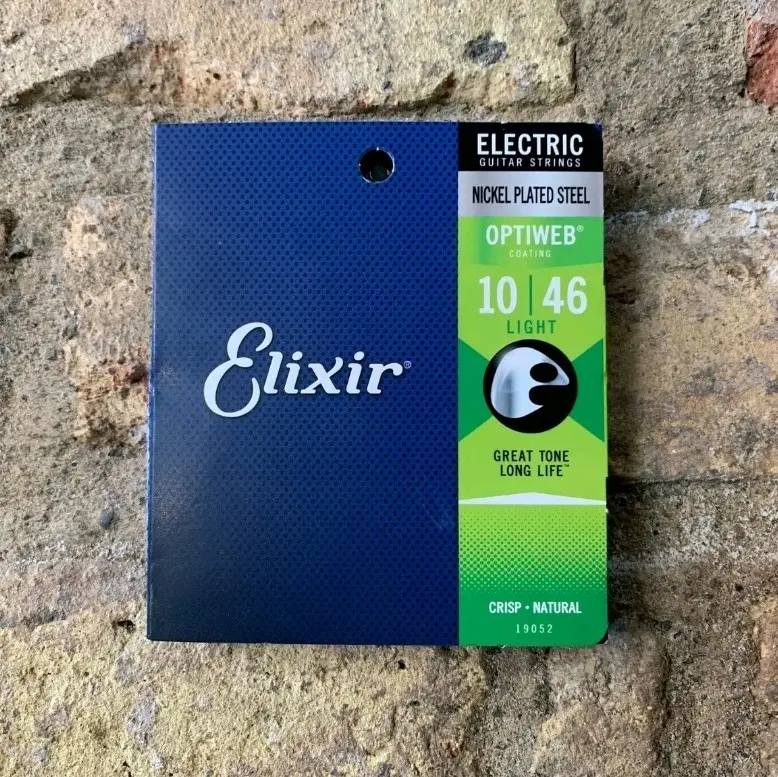 Elixir®
ELECTRIC
GUITAR STRINGS
NICKEL PLATED STEEL
OPTIWEB®
COATING
10 | 46
LIGHT
GREAT TONE
LONG LIFE™
CRISP • NATURAL
19052